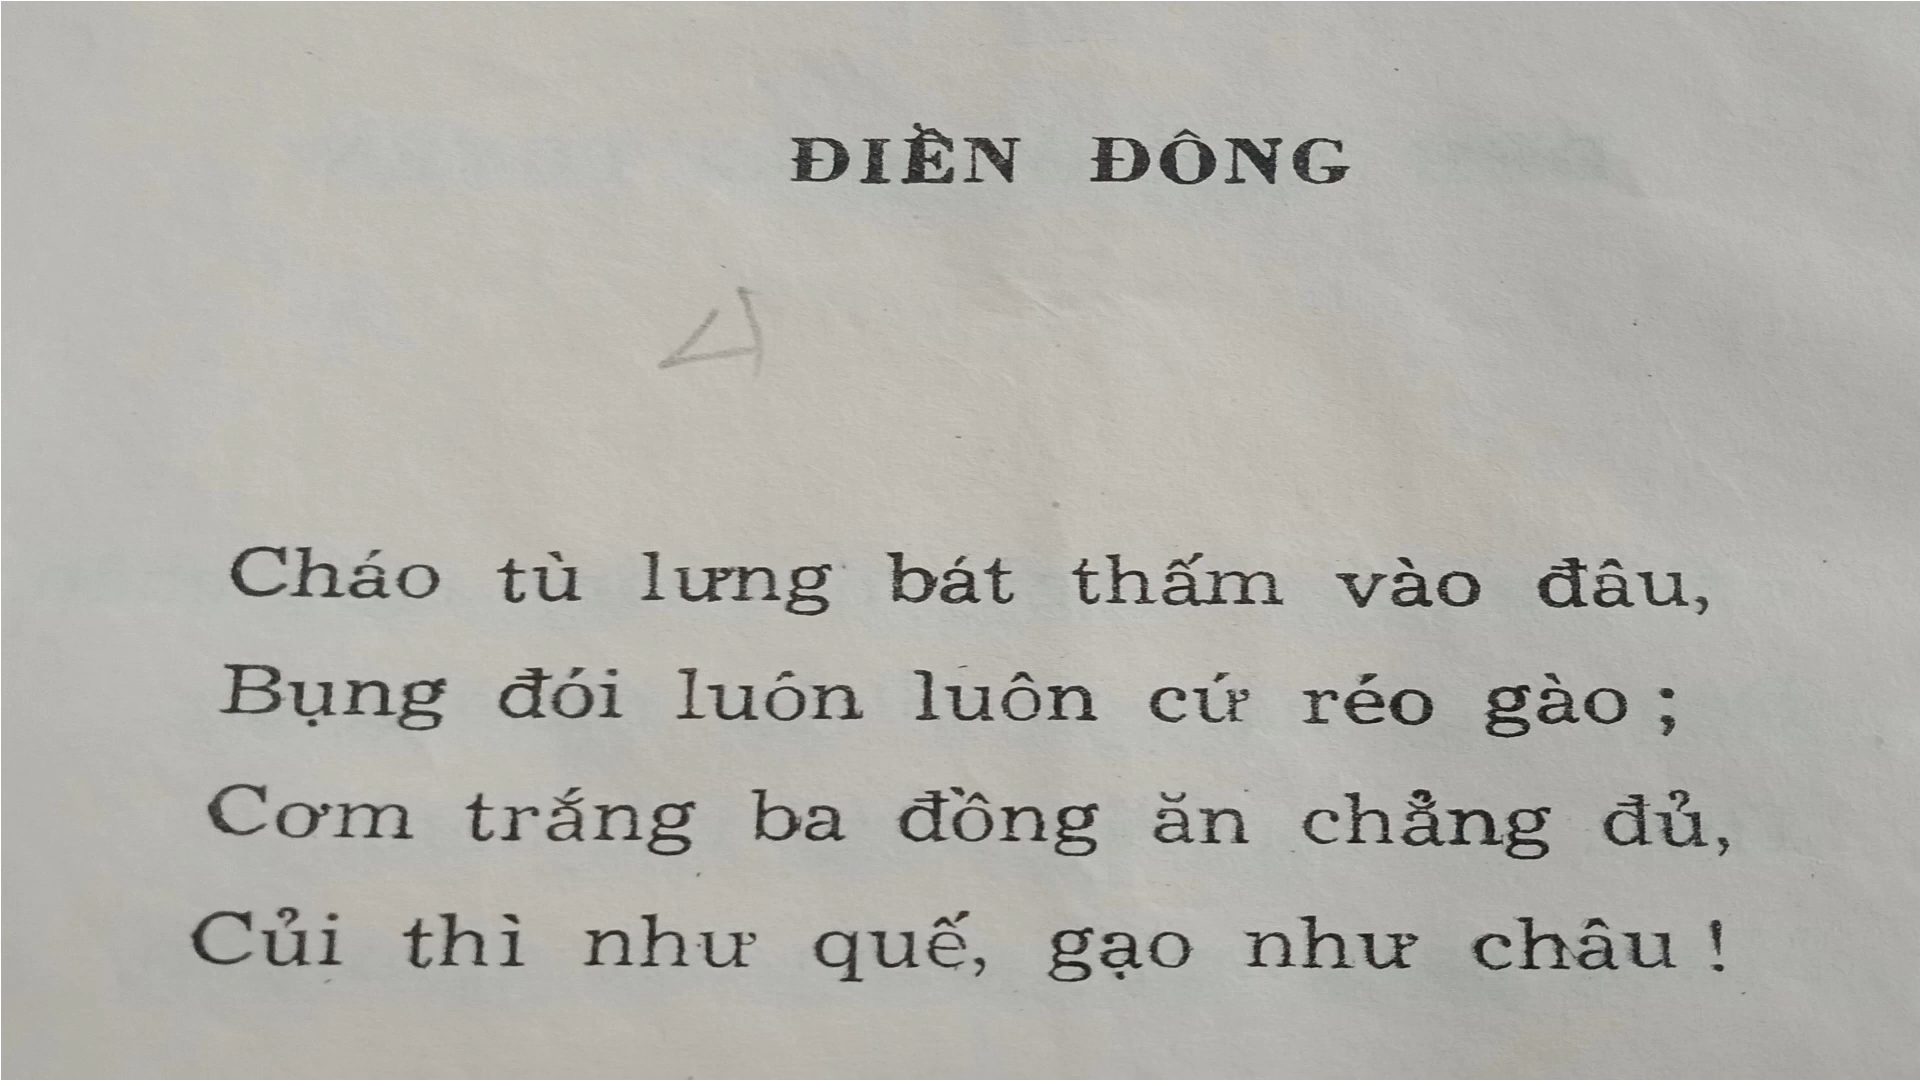 ĐIỀN ĐÔNG
Cháo tù lưng bát thấm vào đâu,
Bụng đói luôn luôn cứ réo gào ;
Cơm trắng ba đồng ăn chẳng đủ,
Củi thì như quế, gạo như châu !